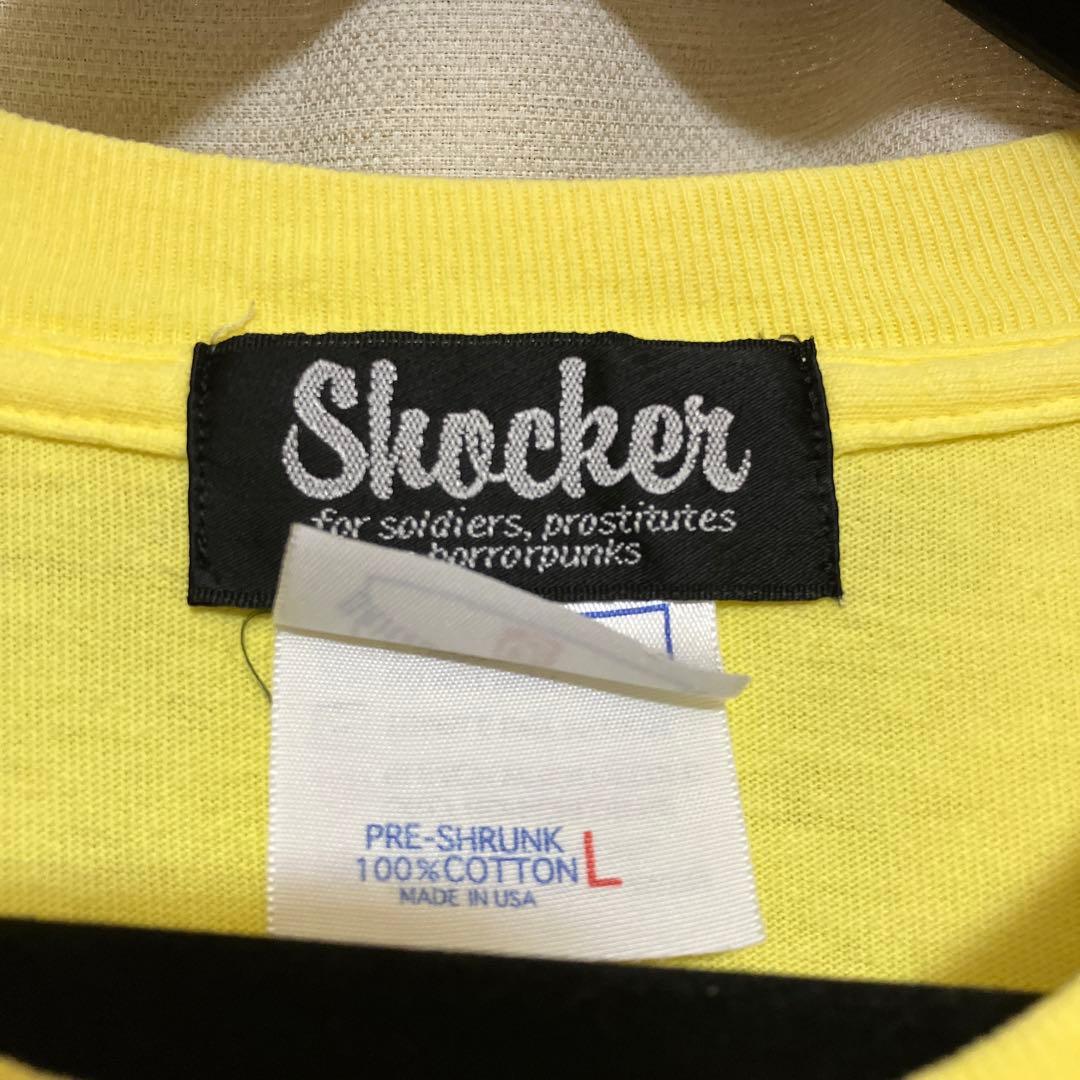 Shocker
for soldiers, prostitutes
horrorpunks
PRE-SHRUNK
100% COTTON L
MADE IN USA